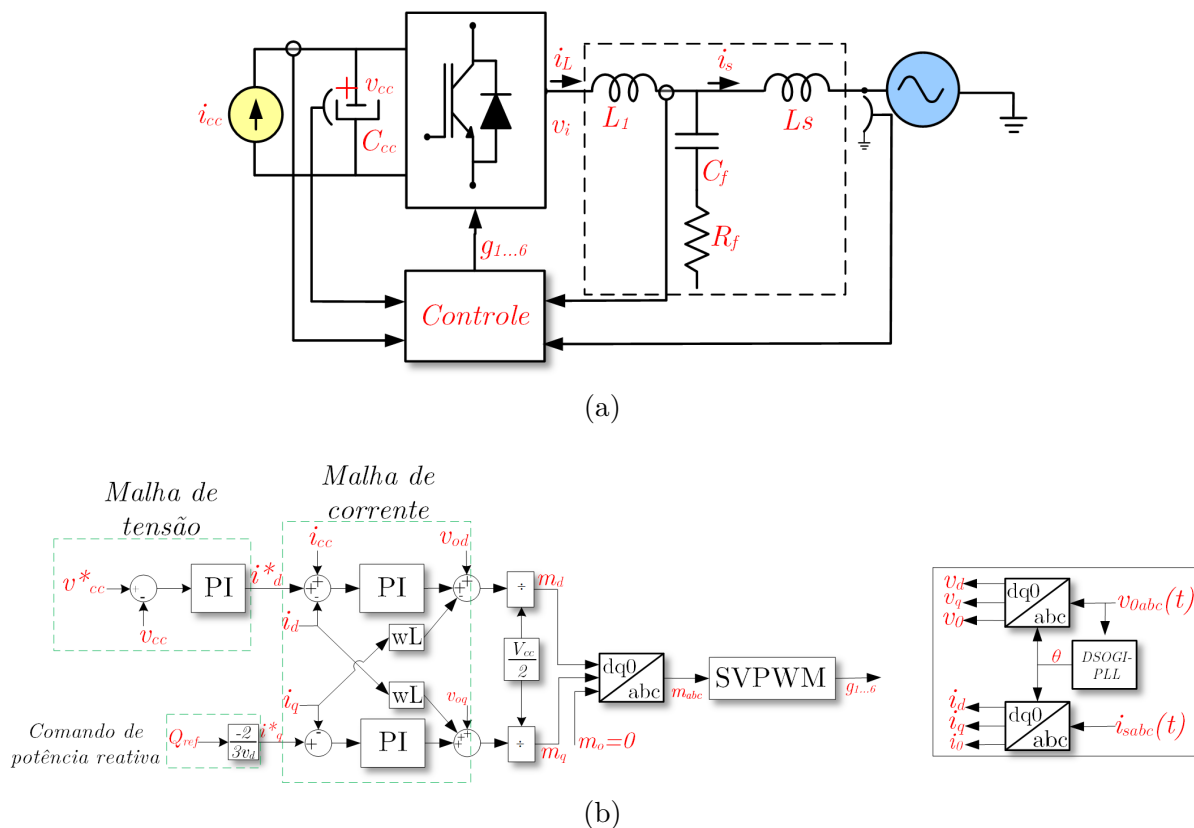 i_L
i_s
v_cc
i_cc
L_1
Ls
v_i
C_cc
C_f
g_1...6
R_f
Controle
(a)
Malha de
tensão
Malha de
corrente
i_cc
v_od
v*_cc
PI
i*_d
PI
÷
m_d
v_cc
i_d
wL
V_cc
2
dq0
abc
m_abc
SVPWM
g_1...6
i_q
wL
v_oq
Comando de
potência reativa
Q_ref
-2
3v_d
i*_q
PI
÷
m_q
m_o=0
v_d
v_q
v_0
dq0
abc
v_0abc(t)
θ
DSOGI-
PLL
i_d
i_q
i_0
dq0
abc
i_sabc(t)
(b)